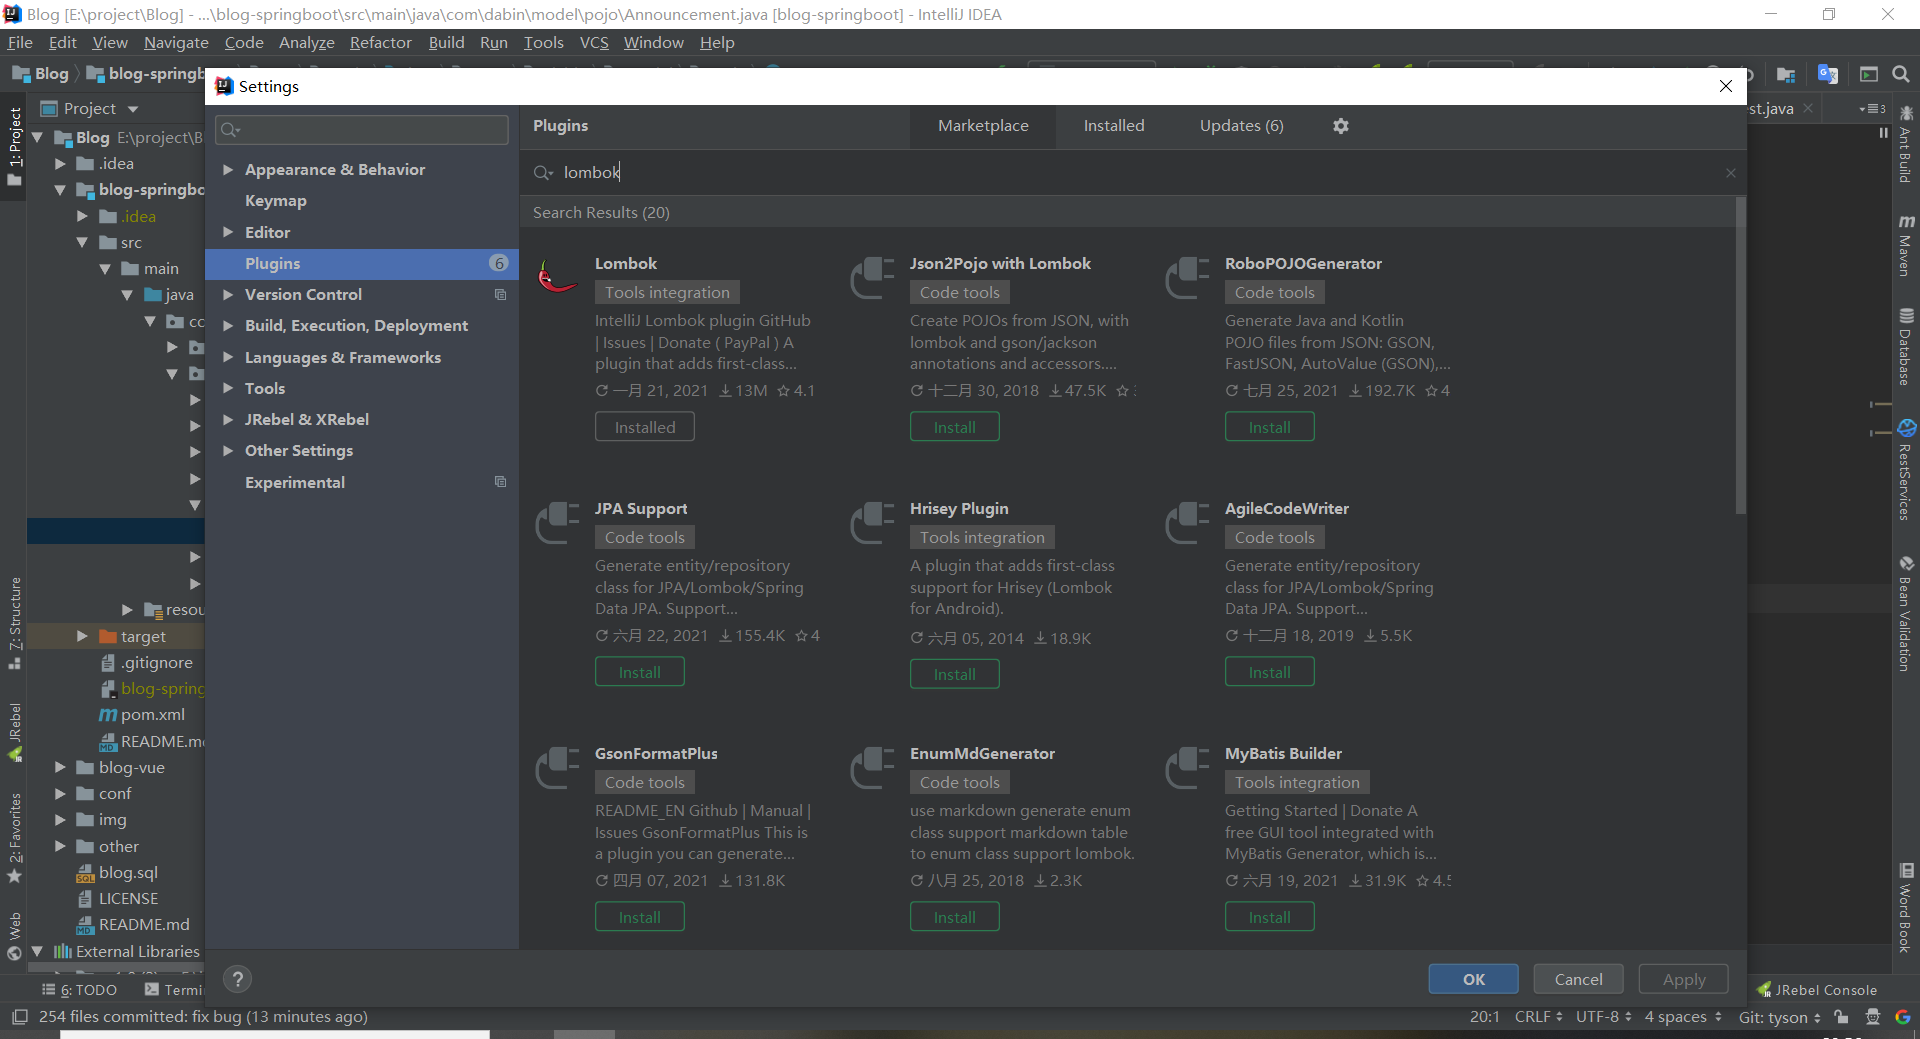 Blog [E:\project\Blog] - ...\blog-springboot\src\main\java\com\dabin\model\pojo\Announcement.java [blog-springboot] - IntelliJ IDEA
File Edit View Navigate Code Analyze Refactor Build Run Tools VCS Window Help
Blog blog-springb
Settings
st.java
3
Project
1: Project
Blog E:\project\B
.idea
blog-springbo
.idea
src
main
java
cc
resou
target
.gitignore
blog-spring
pom.xml
README.m
blog-vue
conf
img
other
blog.sql
LICENSE
README.md
External Libraries
7: Structure
JRebel
2: Favorites
Web
Appearance & Behavior
Keymap
Editor
Plugins 6
Version Control
Build, Execution, Deployment
Languages & Frameworks
Tools
JRebel & XRebel
Other Settings
Experimental
Plugins Marketplace Installed Updates (6)
lombok
Search Results (20)
Lombok
Tools integration
IntelliJ Lombok plugin GitHub
| Issues | Donate ( PayPal ) A
plugin that adds first-class...
一月 21, 2021 13M 4.1
Installed
Json2Pojo with Lombok
Code tools
Create POJOs from JSON, with
lombok and gson/jackson
annotations and accessors....
十二月 30, 2018 47.5K
Install
RoboPOJOGenerator
Code tools
Generate Java and Kotlin
POJO files from JSON: GSON,
FastJSON, AutoValue (GSON),...
七月 25, 2021 192.7K 4
Install
JPA Support
Code tools
Generate entity/repository
class for JPA/Lombok/Spring
Data JPA. Support...
六月 22, 2021 155.4K 4
Install
Hrisey Plugin
Tools integration
A plugin that adds first-class
support for Hrisey (Lombok
for Android).
六月 05, 2014 18.9K
Install
AgileCodeWriter
Code tools
Generate entity/repository
class for JPA/Lombok/Spring
Data JPA. Support...
十二月 18, 2019 5.5K
Install
GsonFormatPlus
Code tools
README_EN Github | Manual |
Issues GsonFormatPlus This is
a plugin you can generate...
四月 07, 2021 131.8K
Install
EnumMdGenerator
Code tools
use markdown generate enum
class support markdown table
to enum class support lombok.
八月 25, 2018 2.3K
Install
MyBatis Builder
Tools integration
Getting Started | Donate A
free GUI tool integrated with
MyBatis Generator, which is...
六月 19, 2021 31.9K 4.5
Install
? OK Cancel Apply
Ant Build
Maven
Database
RestServices
Bean Validation
Word Book
6: TODO Termi JRebel Console
254 files committed: fix bug (13 minutes ago) 20:1 CRLF UTF-8 4 spaces Git: tyson